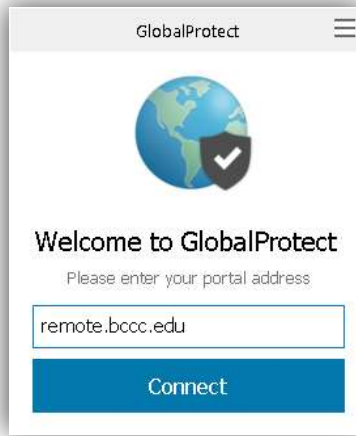 GlobalProtect
Welcome to GlobalProtect
Please enter your portal address
remote.bccc.edu
Connect